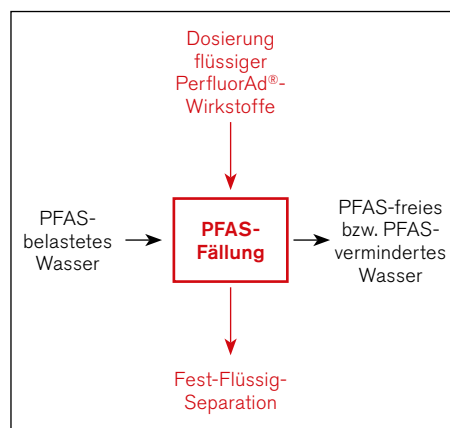 Dosierung
flüssiger
PerfluorAd®-
Wirkstoffe
PFAS-
belastetes
Wasser
PFAS-
Fällung
PFAS-freies
bzw. PFAS-
vermindertes
Wasser
Fest-Flüssig-
Separation